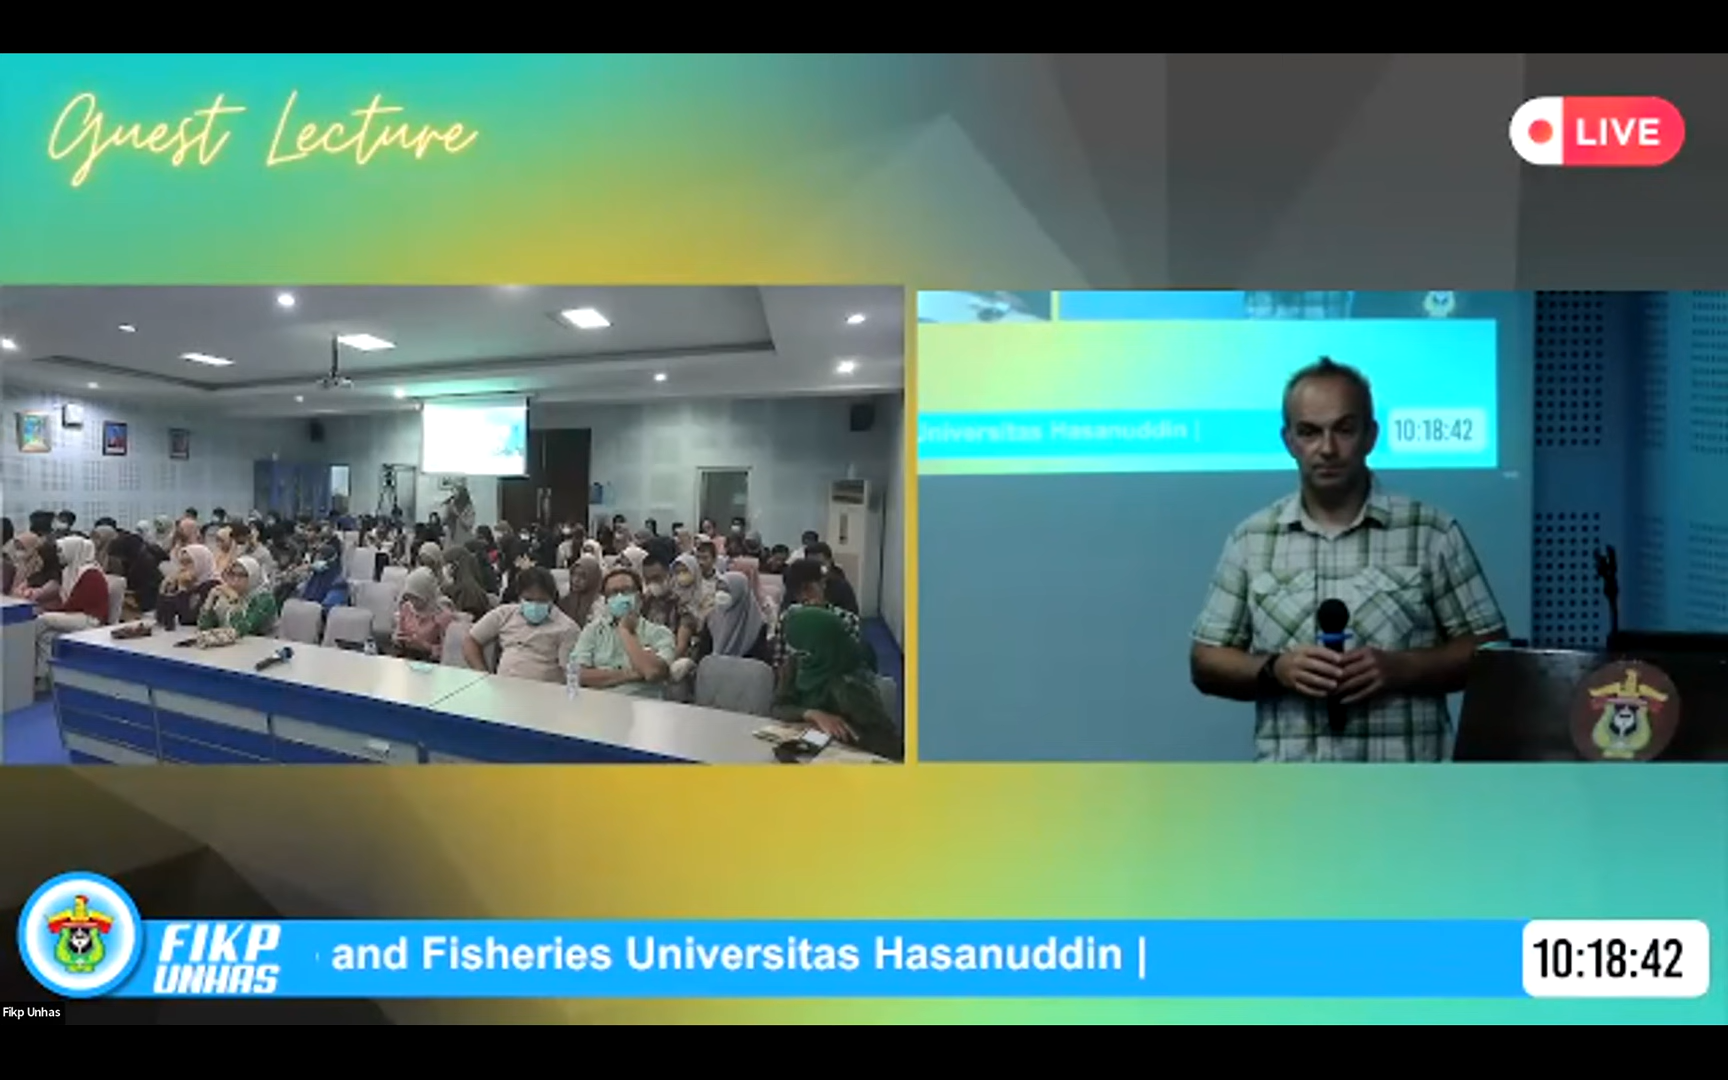 Guest Lecture
LIVE
Universitas Hasanuddin |
10:18:42
FIKP
UNHAS
and Fisheries Universitas Hasanuddin |
10:18:42
Fikp Unhas